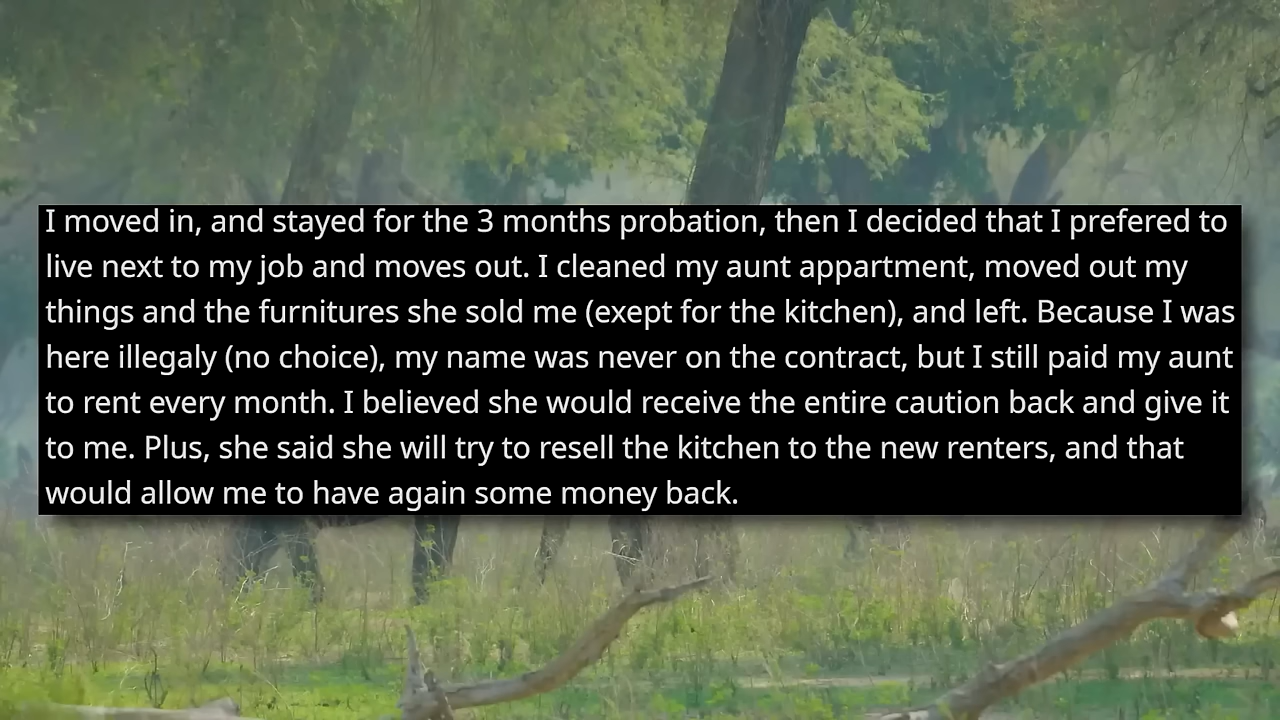 I moved in, and stayed for the 3 months probation, then I decided that I prefered to
live next to my job and moves out. I cleaned my aunt appartment, moved out my
things and the furnitures she sold me (exept for the kitchen), and left. Because I was
here illegaly (no choice), my name was never on the contract, but I still paid my aunt
to rent every month. I believed she would receive the entire caution back and give it
to me. Plus, she said she will try to resell the kitchen to the new renters, and that
would allow me to have again some money back.